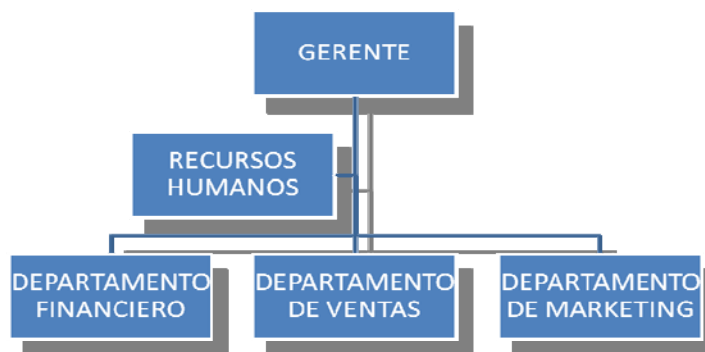 GERENTE
RECURSOS
HUMANOS
DEPARTAMENTO
FINANCIERO
DEPARTAMENTO
DE VENTAS
DEPARTAMENTO
DE MARKETING